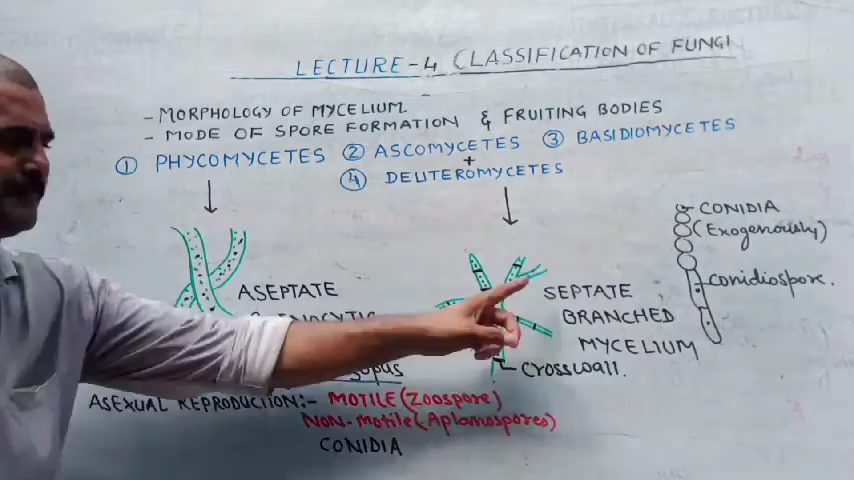 LECTURE-4 CLASSIFICATION OF FUNGI
- MORPHOLOGY OF MYCELIUM
- MODE OF SPORE FORMATION & FRUITING BODIES
① PHYCOMYCETES ② ASCOMYCETES ③ BASIDIOMYCETES
+
④ DEUTEROMYCETES
CONIDIA
(Exogenously)
conidiospore.
ASEPTATE
SEPTATE
BRANCHED
MYCELIUM
Crosswall.
ASEXUAL REPRODUCTION:- MOTILE (Zoospore)
NON-Motile (Aplanospores)
CONIDIA